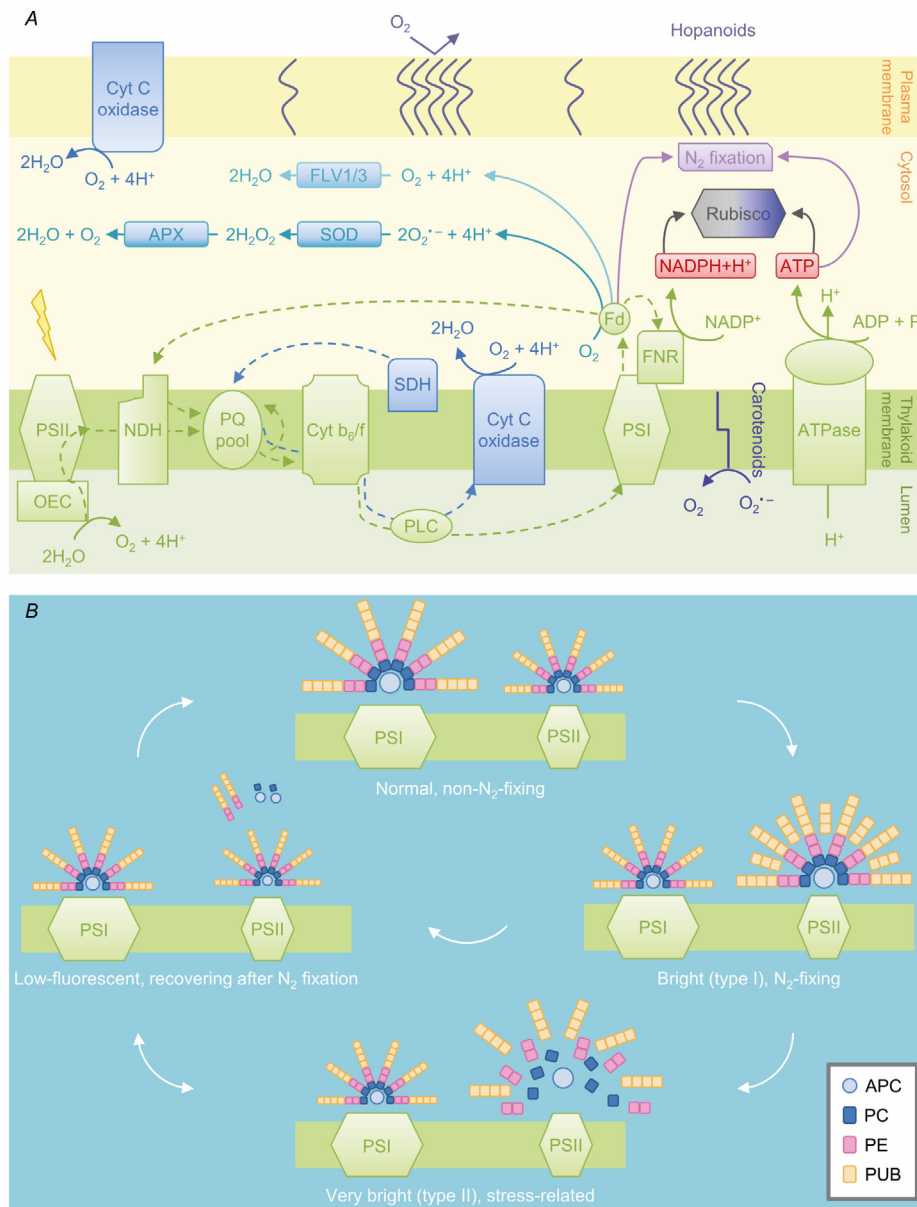 A
O₂
Hopanoids
Cyt C
oxidase
Plasma
membrane
2H₂O
O₂ + 4H⁺
Cytosol
N₂ fixation
2H₂O
FLV1/3
O₂ + 4H⁺
Rubisco
2H₂O + O₂
APX
2H₂O₂
SOD
2O₂•⁻ + 4H⁺
NADPH+H⁺
ATP
H⁺
Fd
NADP⁺
ADP + P
2H₂O
O₂ + 4H⁺
O₂
FNR
SDH
PSII
NDH
PQ
pool
Cyt b₆/f
Cyt C
oxidase
PSI
Carotenoids
ATPase
Thylakoid
membrane
OEC
Lumen
PLC
O₂
O₂•⁻
2H₂O
O₂ + 4H⁺
H⁺
B
PSI
PSII
Normal, non-N₂-fixing
PSI
PSII
Low-fluorescent, recovering after N₂ fixation
PSI
PSII
Bright (type I), N₂-fixing
PSI
PSII
Very bright (type II), stress-related
APC
PC
PE
PUB